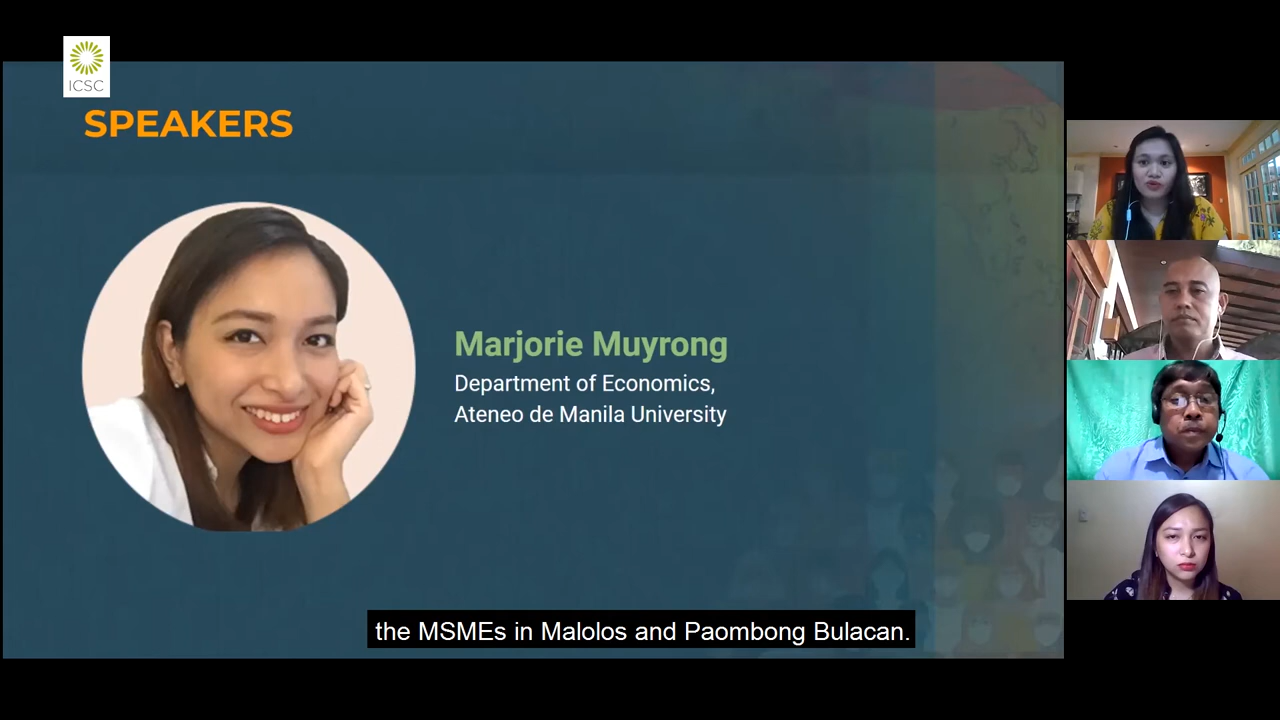 ICSC
SPEAKERS
Marjorie Muyrong
Department of Economics,
Ateneo de Manila University
the MSMEs in Malolos and Paombong Bulacan.